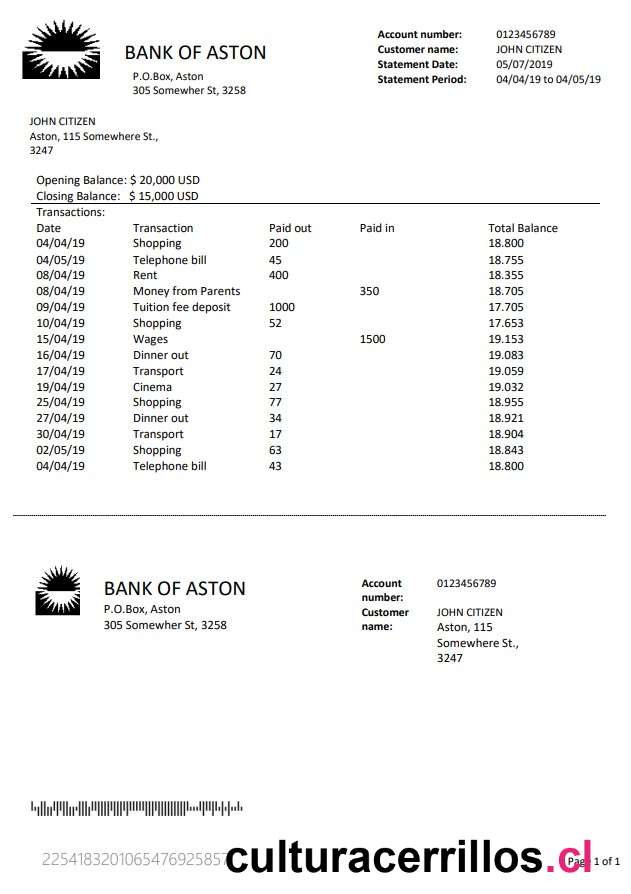 BANK OF ASTON
P.O.Box, Aston
305 Somewher St, 3258
Account number: 0123456789
Customer name: JOHN CITIZEN
Statement Date: 05/07/2019
Statement Period: 04/04/19 to 04/05/19
JOHN CITIZEN
Aston, 115 Somewhere St.,
3247
Opening Balance: $ 20,000 USD
Closing Balance: $ 15,000 USD
Transactions:
Date Transaction Paid out Paid in Total Balance
04/04/19 Shopping 200 18.800
04/05/19 Telephone bill 45 18.755
08/04/19 Rent 400 18.355
08/04/19 Money from Parents 350 18.705
09/04/19 Tuition fee deposit 1000 17.705
10/04/19 Shopping 52 17.653
15/04/19 Wages 1500 19.153
16/04/19 Dinner out 70 19.083
17/04/19 Transport 24 19.059
19/04/19 Cinema 27 19.032
25/04/19 Shopping 77 18.955
27/04/19 Dinner out 34 18.921
30/04/19 Transport 17 18.904
02/05/19 Shopping 63 18.843
04/04/19 Telephone bill 43 18.800
BANK OF ASTON
P.O.Box, Aston
305 Somewher St, 3258
Account number: 0123456789
Customer name: JOHN CITIZEN
Aston, 115
Somewhere St.,
3247
2254183201065476925857
culturacerrillos.cl
Page 1 of 1